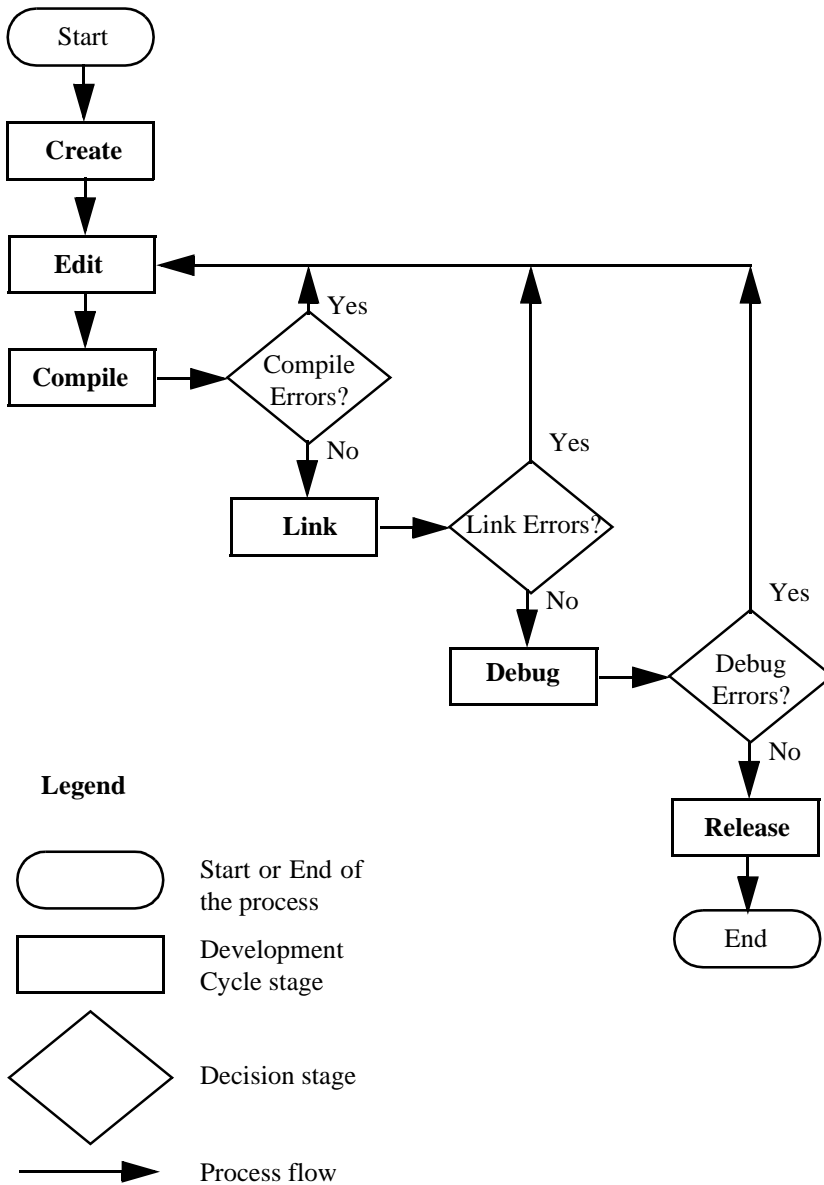 Start
Create
Edit
Yes
Compile
Compile
Errors?
No
Yes
Link
Link Errors?
No
Yes
Debug
Debug
Errors?
No
Legend
Release
Start or End of
the process
End
Development
Cycle stage
Decision stage
Process flow